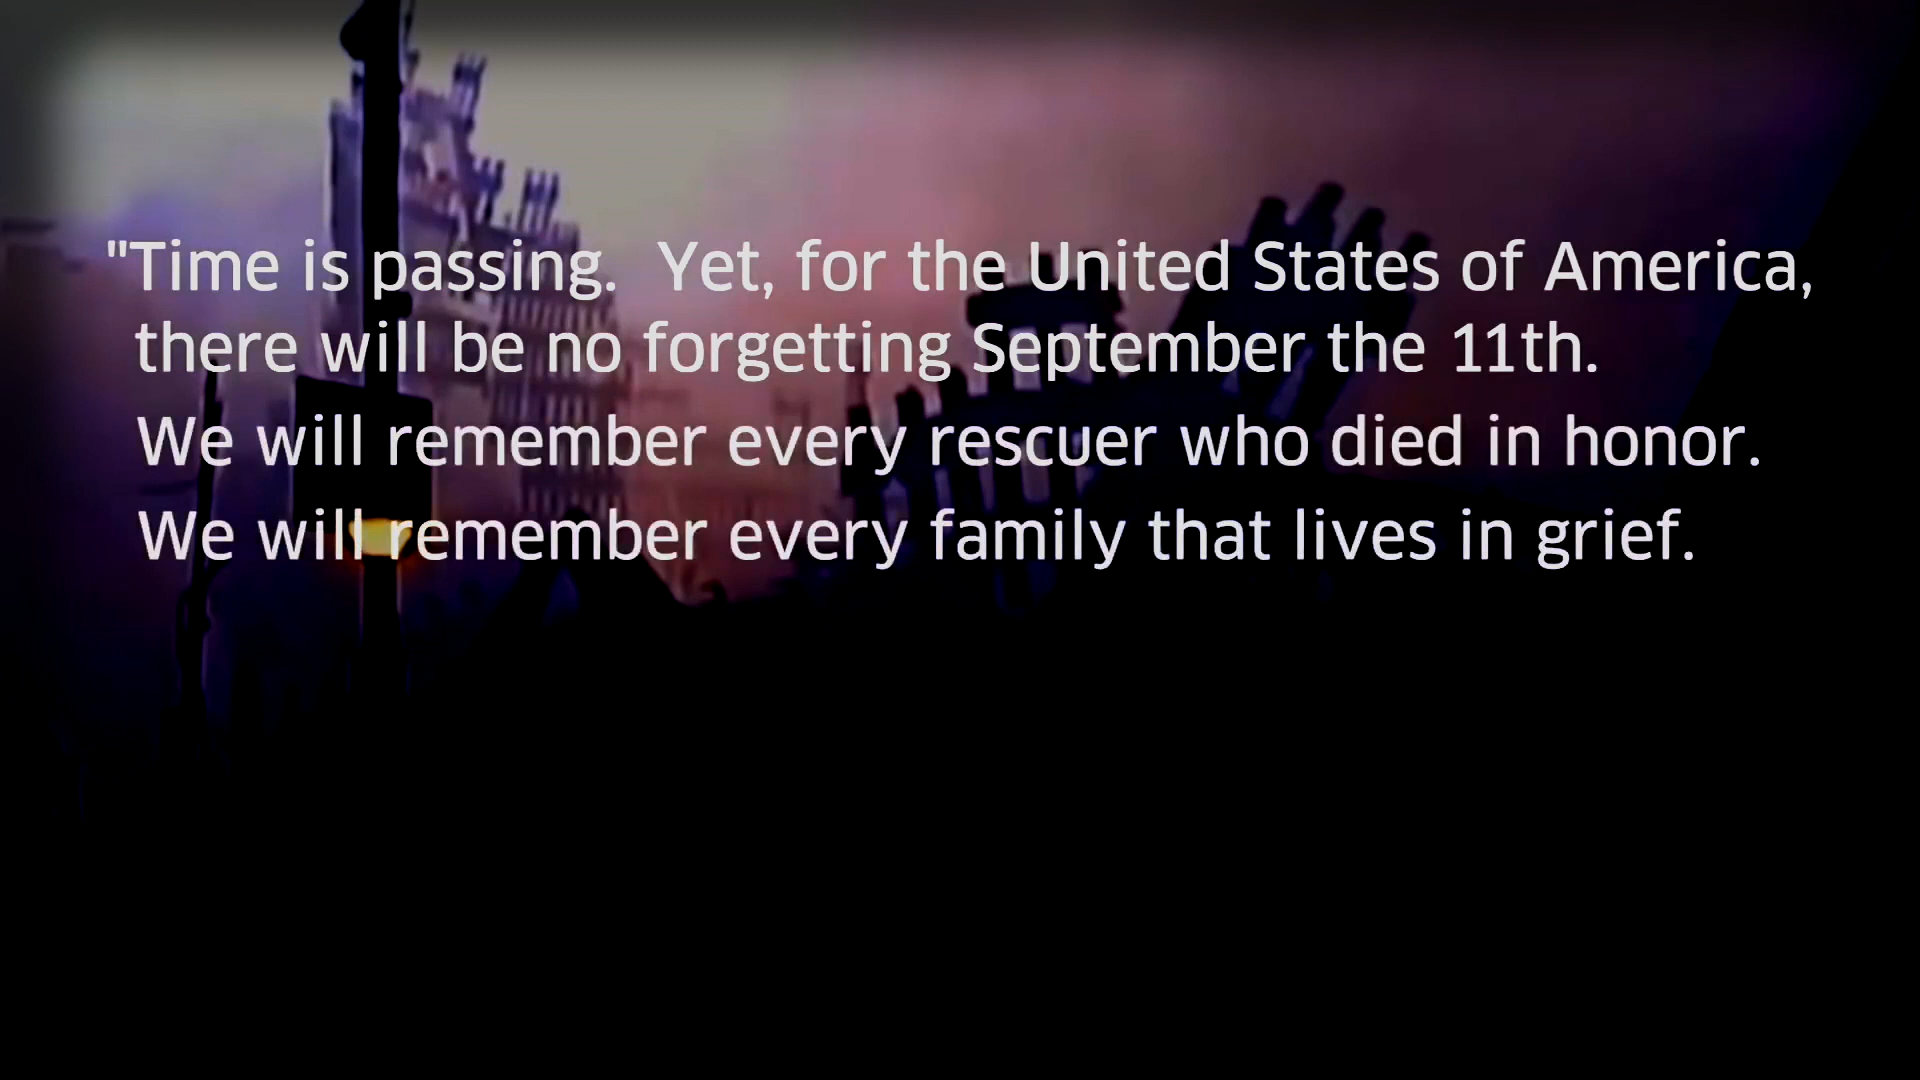 "Time is passing.  Yet, for the United States of America,
there will be no forgetting September the 11th.
We will remember every rescuer who died in honor.
We will remember every family that lives in grief.